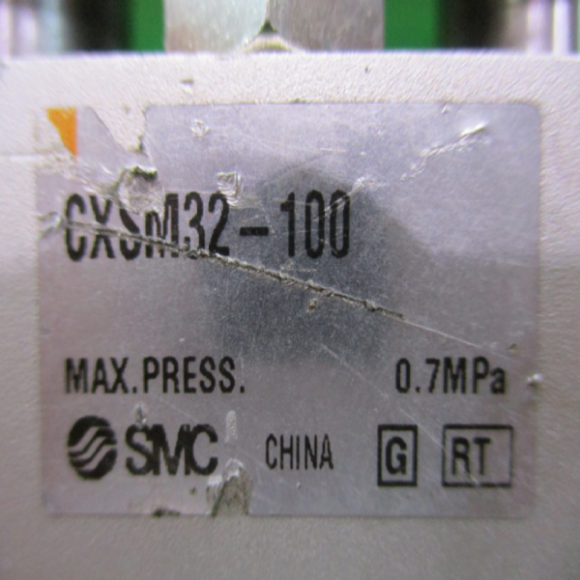 CXSM32-100
MAX.PRESS. 0.7MPa
SMC CHINA G RT